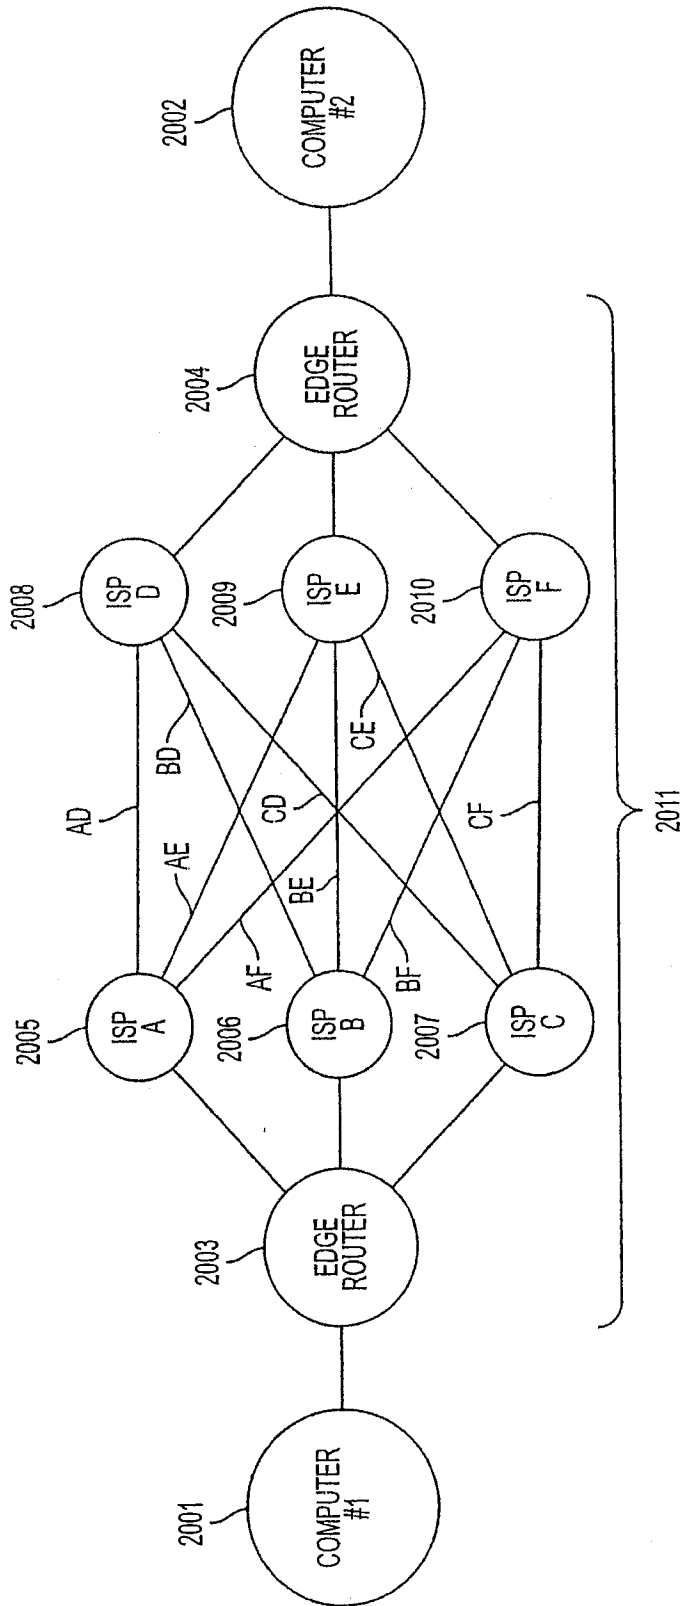 2001
COMPUTER
#1
2003
EDGE
ROUTER
2005
ISP
A
2006
ISP
B
2007
ISP
C
AD
AE
BD
AF
BE
CD
CE
BF
CF
2008
ISP
D
2009
ISP
E
2010
ISP
F
2004
EDGE
ROUTER
2002
COMPUTER
#2
2011